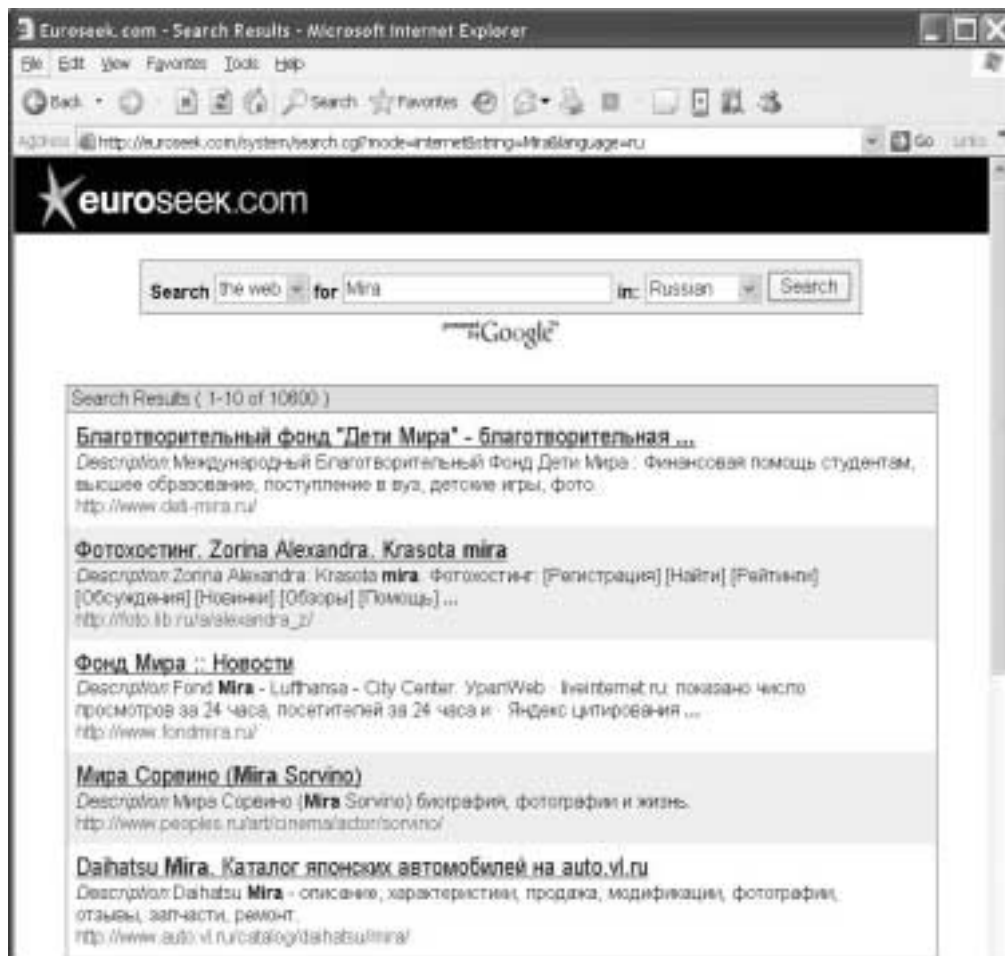 Euroseek.com - Search Results - Microsoft Internet Explorer
File Edit View Favorites Tools Help
Back Search Favorites
Address http://euroseek.com/system/search.cgi?mode=internet&string=Mira&language=ru Go Links
euroseek.com
Search the web for Mira in: Russian Search
Google™
Search Results ( 1-10 of 10600 )
Благотворительный фонд "Дети Мира" - благотворительная ...
Description: Международный Благотворительный Фонд Дети Мира : Финансовая помощь студентам,
высшее образование, поступление в вуз, детские игры, фото.
http://www.deti-mira.ru/
Фотохостинг. Zorina Alexandra. Krasota mira
Description: Zorina Alexandra. Krasota mira. Фотохостинг: [Регистрация] [Найти] [Рейтинги]
[Обсуждения] [Новинки] [Обзоры] [Помощь] ...
http://foto.lib.ru/a/alexandra_z/
Фонд Мира :: Новости
Description: Fond Mira - Lufthansa - City Center. УралWeb · liveinternet.ru: показано число
просмотров за 24 часа, посетителей за 24 часа и · Яндекс цитирования ...
http://www.fondmira.ru/
Мира Сорвино (Mira Sorvino)
Description: Мира Сорвино (Mira Sorvino) биография, фотографии и жизнь.
http://www.peoples.ru/art/cinema/actor/sorvino/
Daihatsu Mira. Каталог японских автомобилей на auto.vl.ru
Description: Daihatsu Mira - описание, характеристики, продажа, модификации, фотографии,
отзывы, запчасти, ремонт.
http://www.auto.vl.ru/catalog/daihatsu/mira/